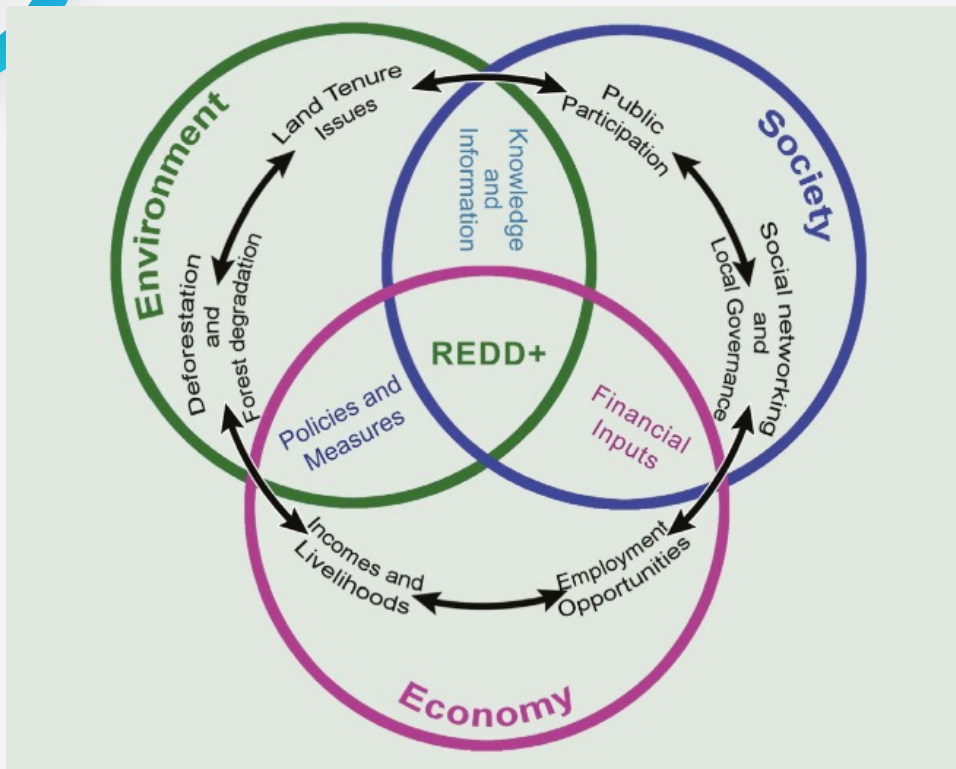 Environment
Land Tenure
Issues
Public
Participation
Society
Knowledge
and
Information
Deforestation
and
Forest degradation
Social networking
and
Local Governance
REDD+
Policies and
Measures
Financial
Inputs
Incomes and
Livelihoods
Employment
Opportunities
Economy